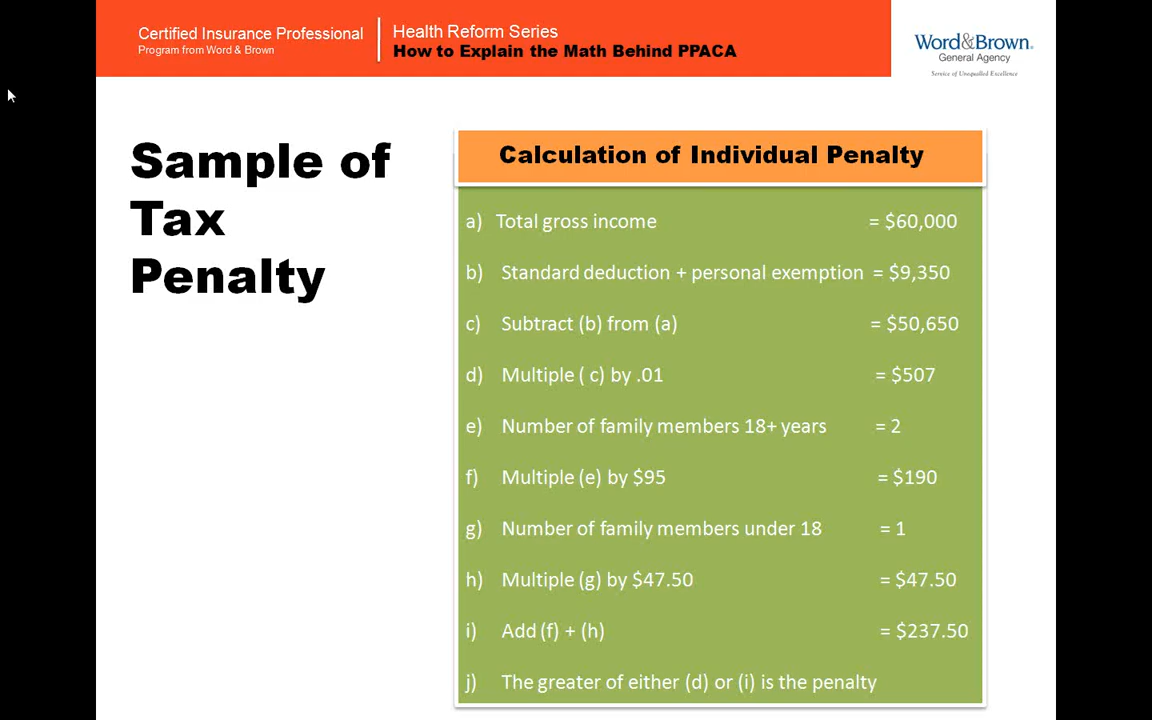 Certified Insurance Professional
Program from Word & Brown
Health Reform Series
How to Explain the Math Behind PPACA
Word&Brown®
General Agency
Service of Unequalled Excellence
Sample of
Tax
Penalty
Calculation of Individual Penalty
a) Total gross income = $60,000
b) Standard deduction + personal exemption = $9,350
c) Subtract (b) from (a) = $50,650
d) Multiple ( c) by .01 = $507
e) Number of family members 18+ years = 2
f) Multiple (e) by $95 = $190
g) Number of family members under 18 = 1
h) Multiple (g) by $47.50 = $47.50
i) Add (f) + (h) = $237.50
j) The greater of either (d) or (i) is the penalty